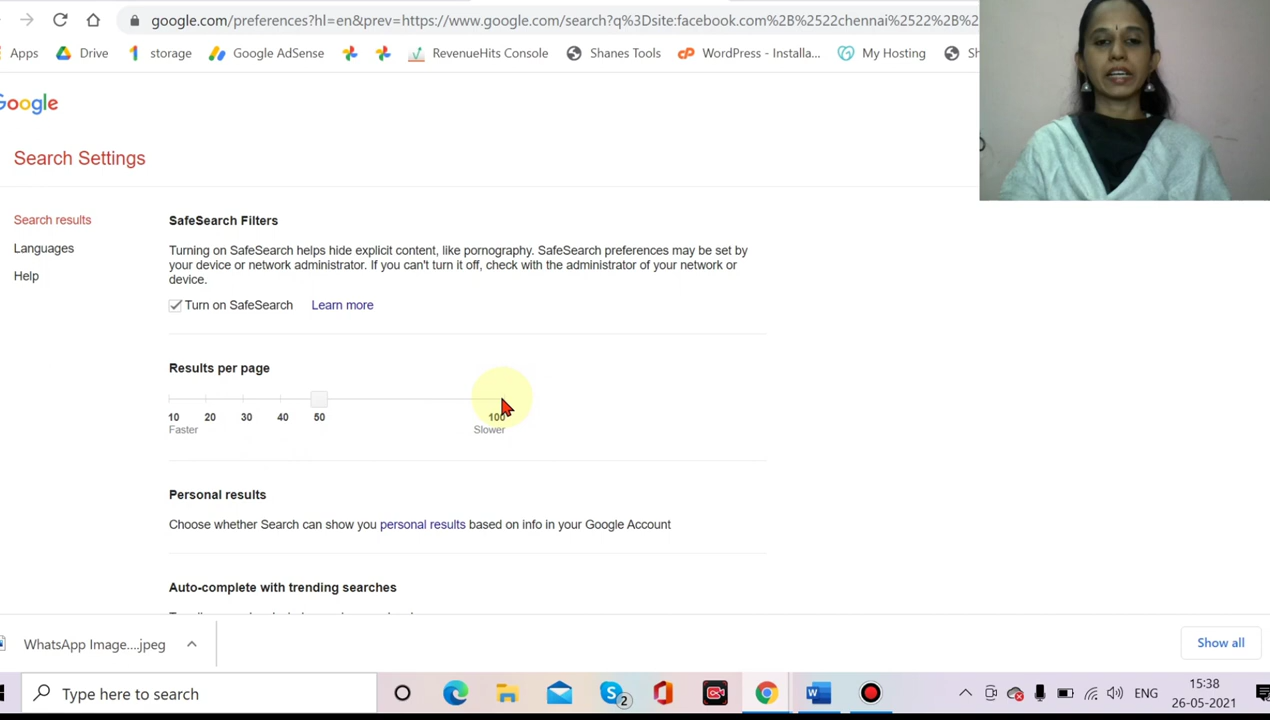 google.com/preferences?hl=en&prev=https://www.google.com/search?q%3Dsite:facebook.com%2B%2522chennai%2522%2B%2
Apps Drive storage Google AdSense RevenueHits Console Shanes Tools WordPress - Installa... My Hosting Sh
Google
Search Settings
Search results
Languages
Help
SafeSearch Filters
Turning on SafeSearch helps hide explicit content, like pornography. SafeSearch preferences may be set by
your device or network administrator. If you can't turn it off, check with the administrator of your network or
device.
Turn on SafeSearch Learn more
Results per page
10 20 30 40 50 100
Faster Slower
Personal results
Choose whether Search can show you personal results based on info in your Google Account
Auto-complete with trending searches
WhatsApp Image....jpeg
Show all
Type here to search
2
ENG
15:38
26-05-2021